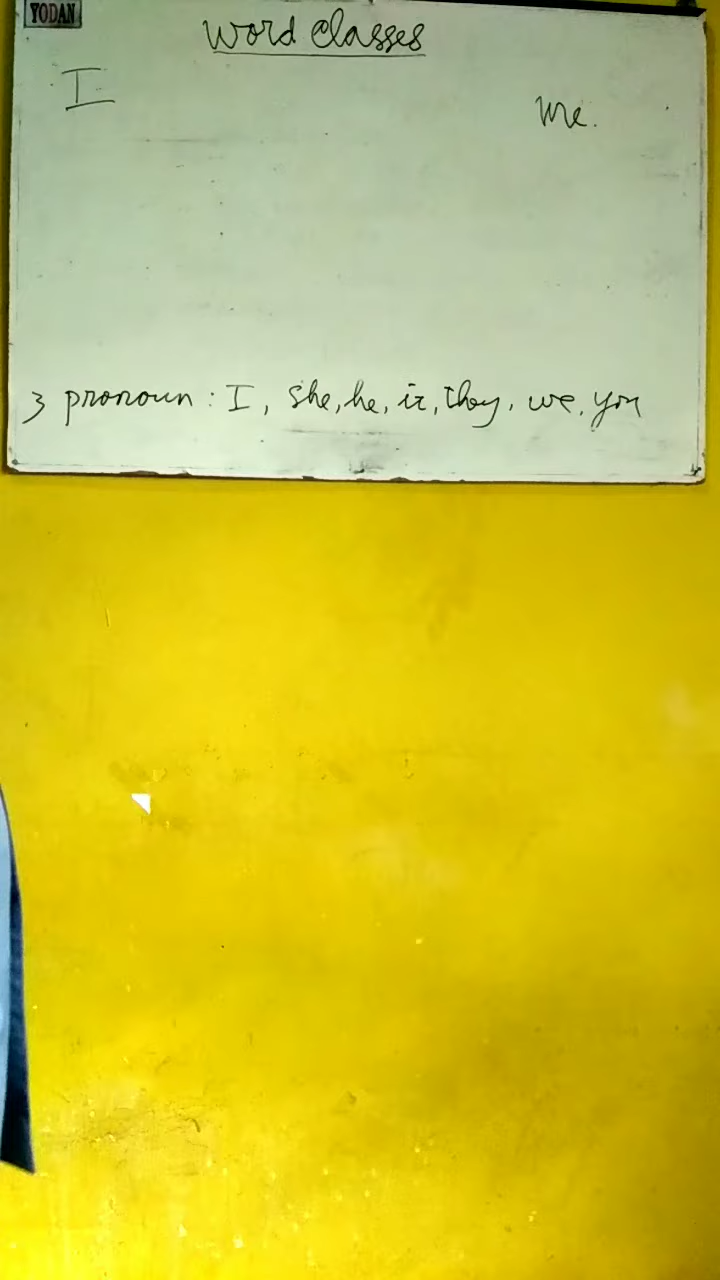 YODAN
Word Classes
I
me.
3 pronoun : I, she, he, it, they, we, you